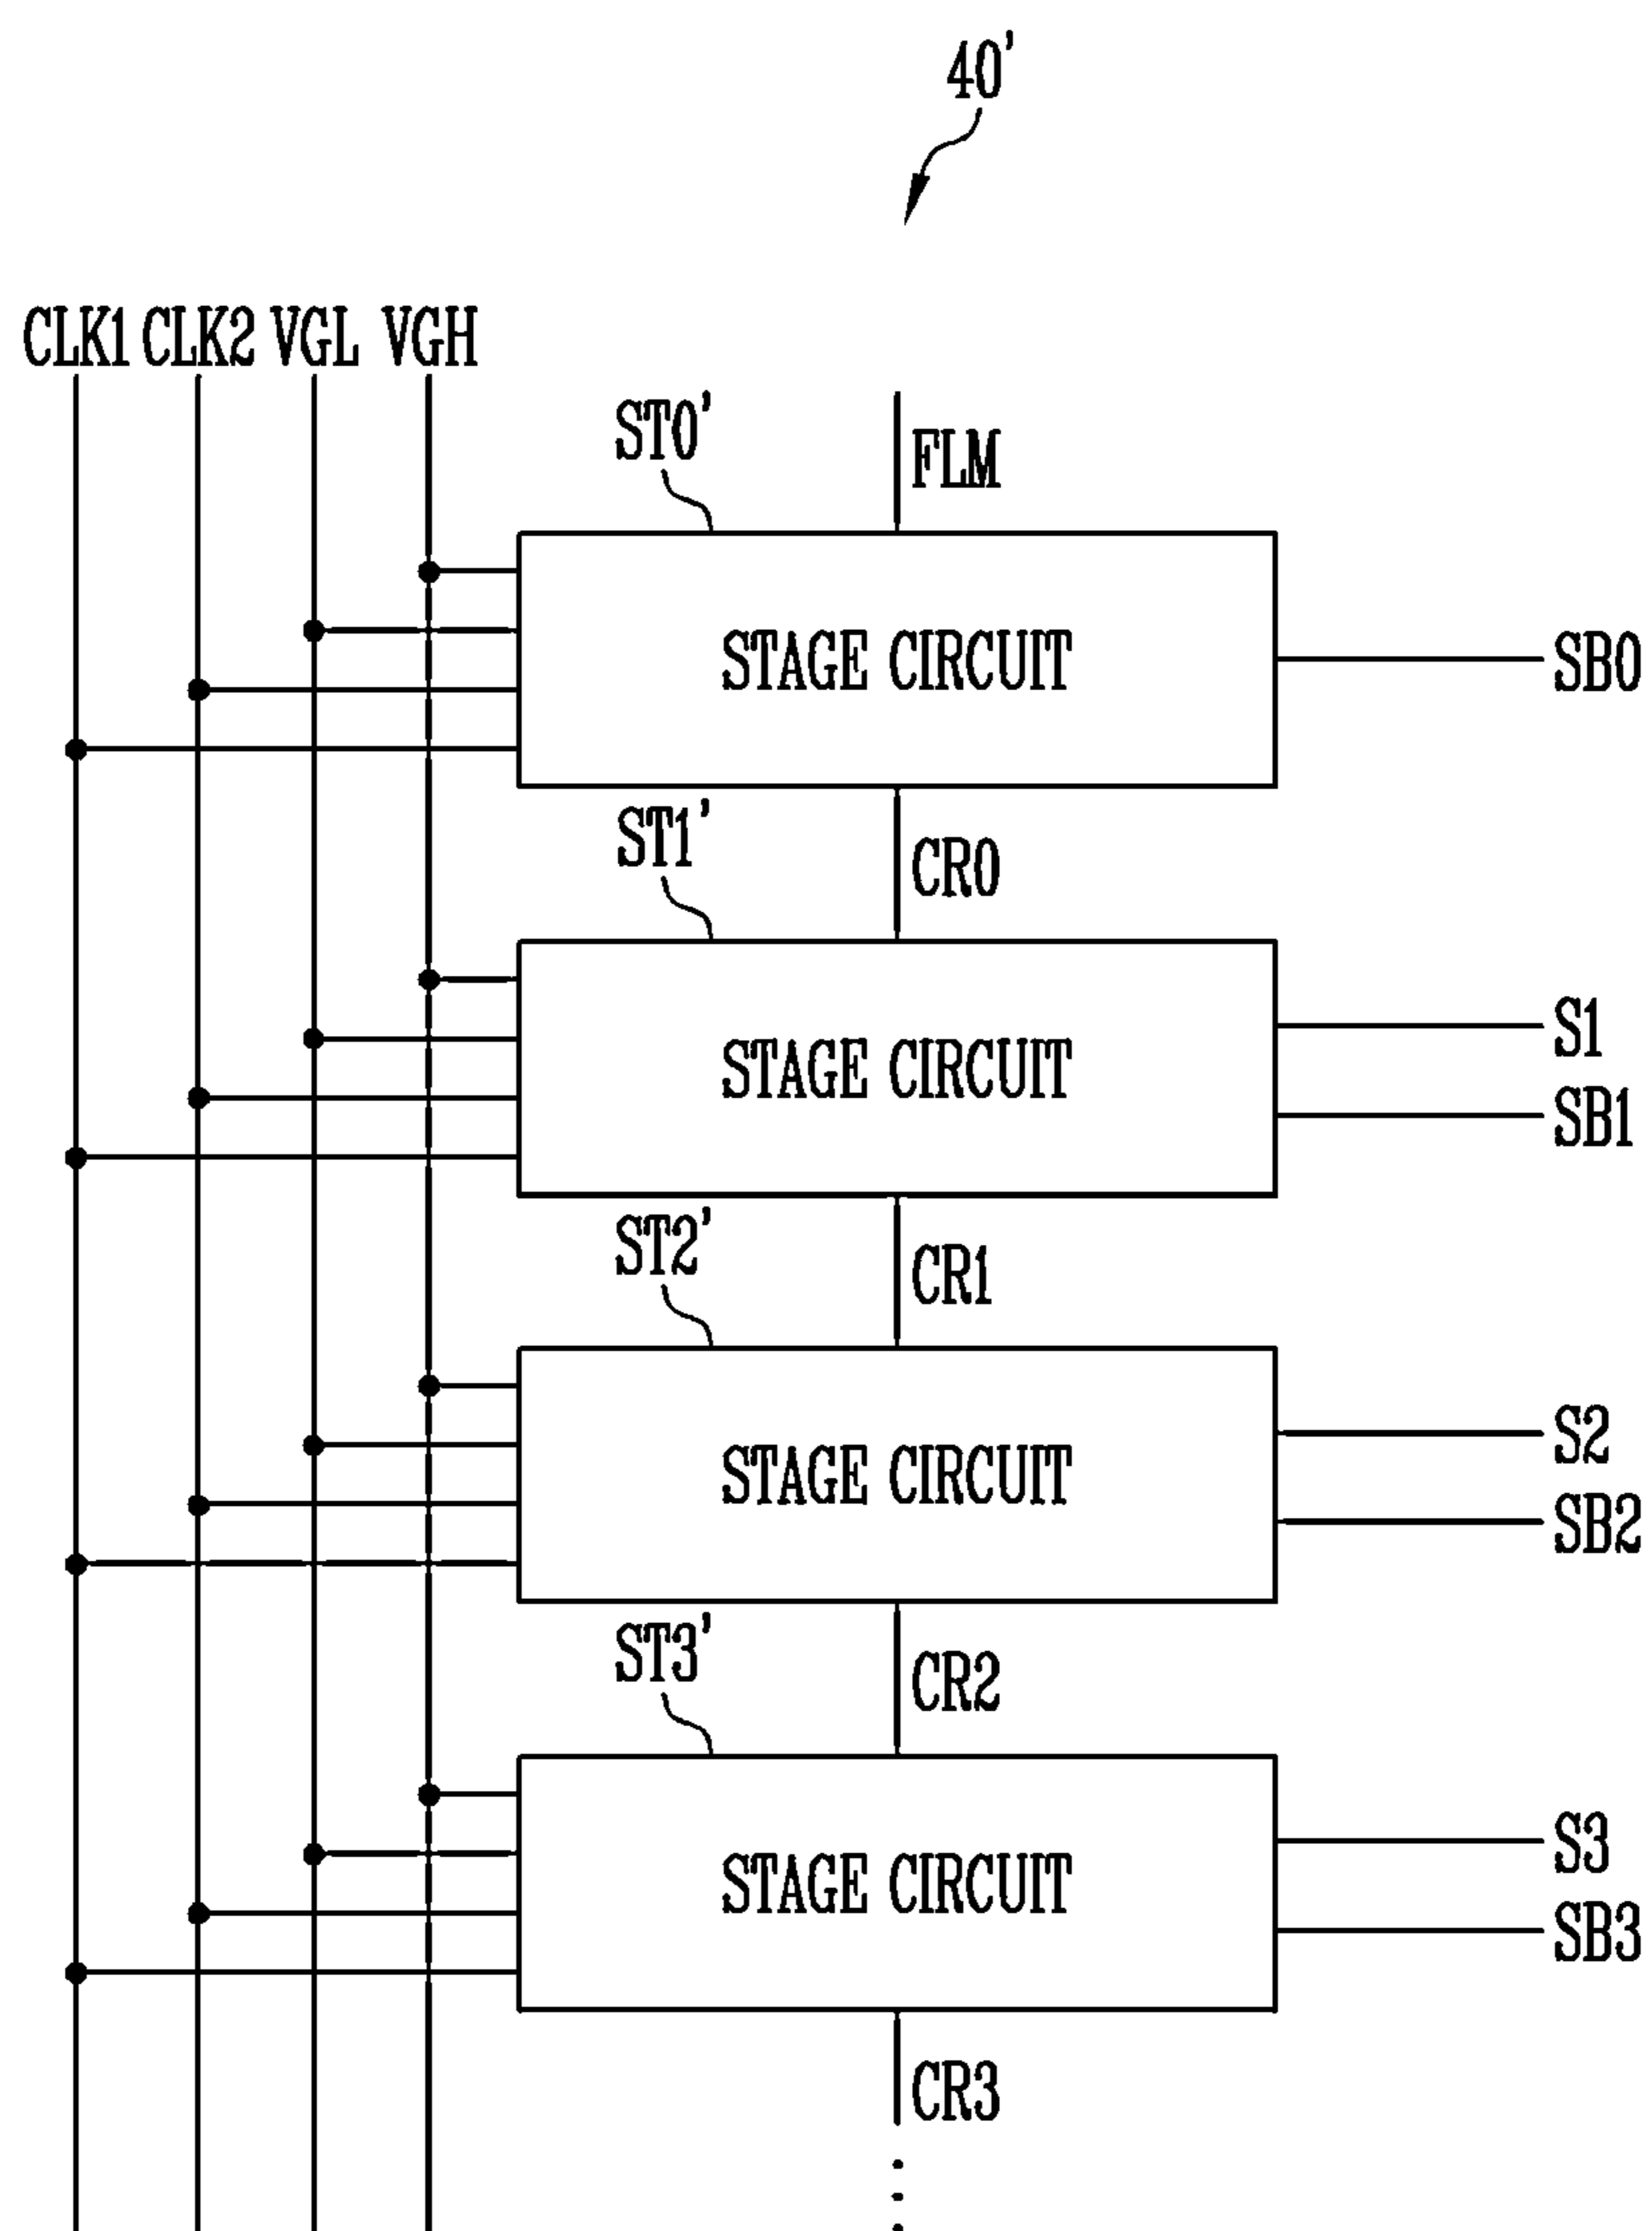 40'
CLK1 CLK2 VGL VGH
ST0'
FLM
STAGE CIRCUIT
SB0
ST1'
CR0
STAGE CIRCUIT
S1
SB1
ST2'
CR1
STAGE CIRCUIT
S2
SB2
ST3'
CR2
STAGE CIRCUIT
S3
SB3
CR3